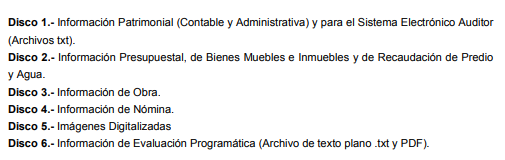 Disco 1.- Información Patrimonial (Contable y Administrativa) y para el Sistema Electrónico Auditor
(Archivos txt).
Disco 2.- Información Presupuestal, de Bienes Muebles e Inmuebles y de Recaudación de Predio
y Agua.
Disco 3.- Información de Obra.
Disco 4.- Información de Nómina.
Disco 5.- Imágenes Digitalizadas
Disco 6.- Información de Evaluación Programática (Archivo de texto plano .txt y PDF).